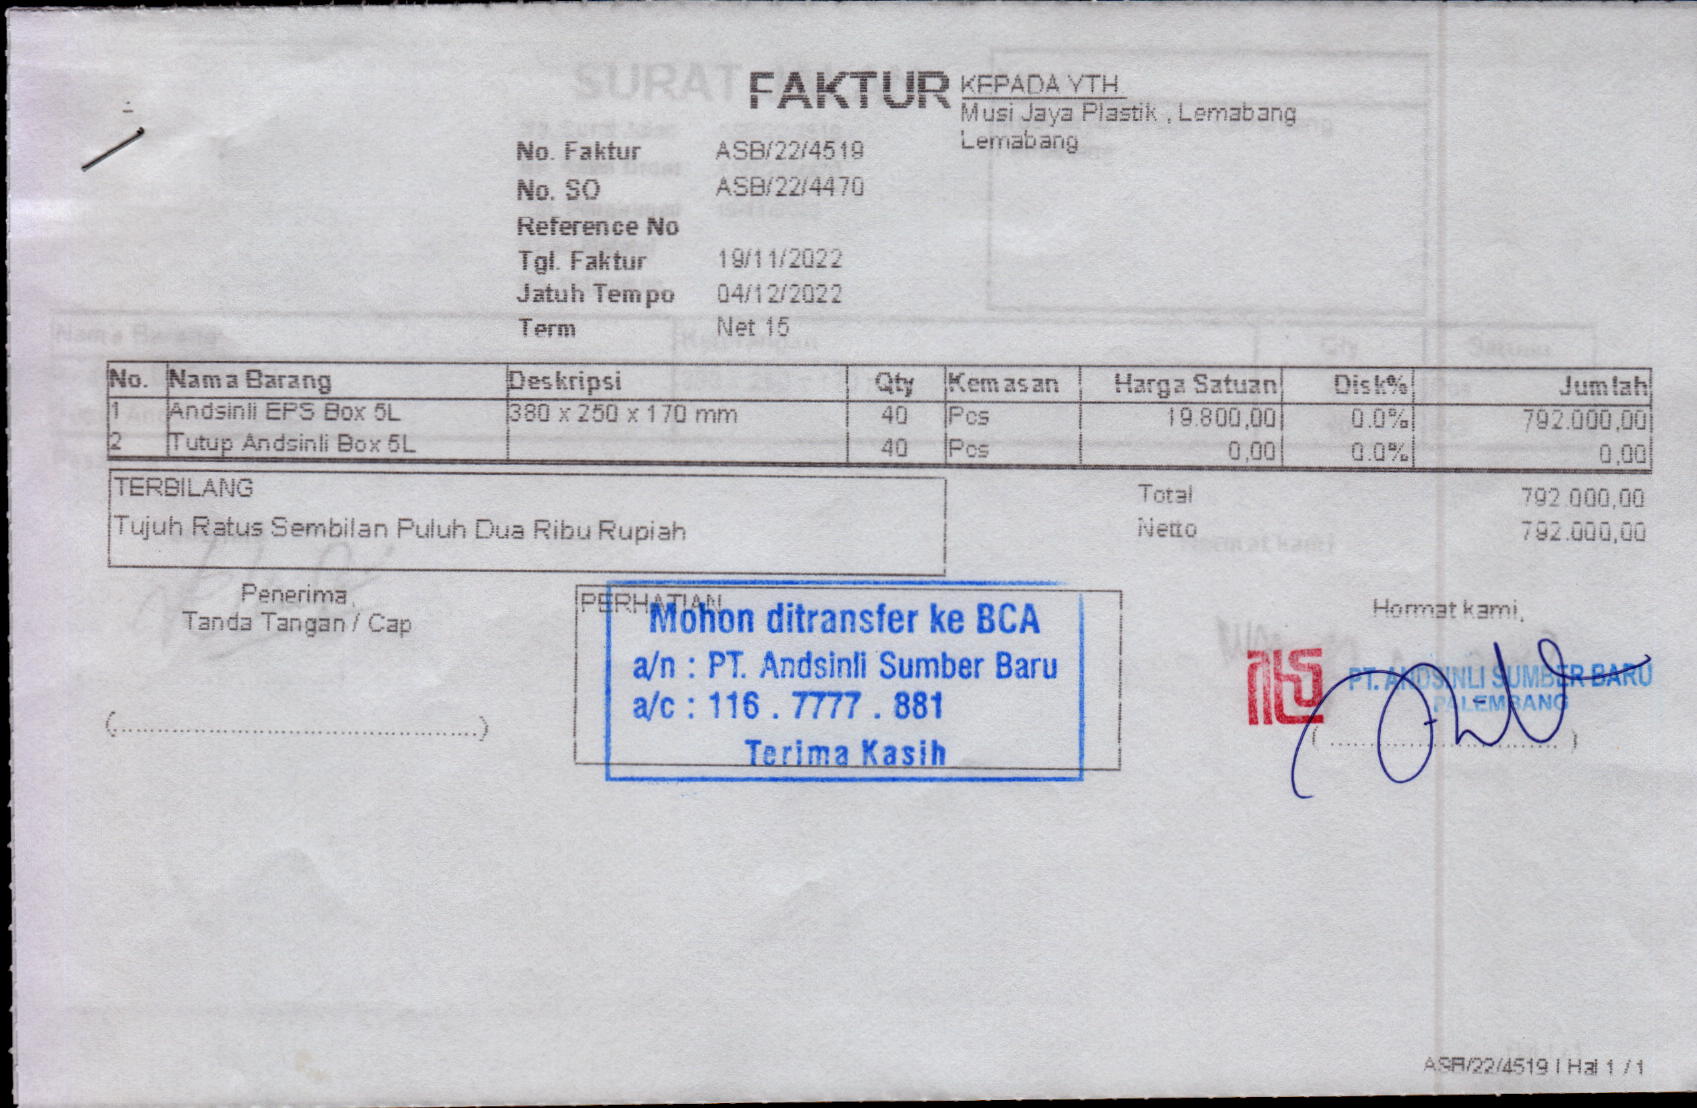 FAKTUR
KEPADA YTH.
Musi Jaya Plastik , Lemabang
Lemabang
No. Faktur ASB/22/4519
No. SO ASB/22/4470
Reference No
Tgl. Faktur 19/11/2022
Jatuh Tempo 04/12/2022
Term Net 15
No. Nama Barang Deskripsi Qty Kemasan Harga Satuan Disk% Jumlah
1 Andsinli EPS Box 5L 380 x 250 x 170 mm 40 Pcs 19.800,00 0.0% 792.000,00
2 Tutup Andsinli Box 5L 40 Pcs 0,00 0.0% 0,00
TERBILANG
Tujuh Ratus Sembilan Puluh Dua Ribu Rupiah
Total 792.000,00
Netto 792.000,00
Penerima,
Tanda Tangan / Cap
(................................................)
PERHATIAN
Mohon ditransfer ke BCA
a/n : PT. Andsinli Sumber Baru
a/c : 116 . 7777 . 881
Terima Kasih
Hormat kami,
PT. ANDSINLI SUMBER BARU
PALEMBANG
(..............................)
ASB/22/4519 | Hal 1 / 1